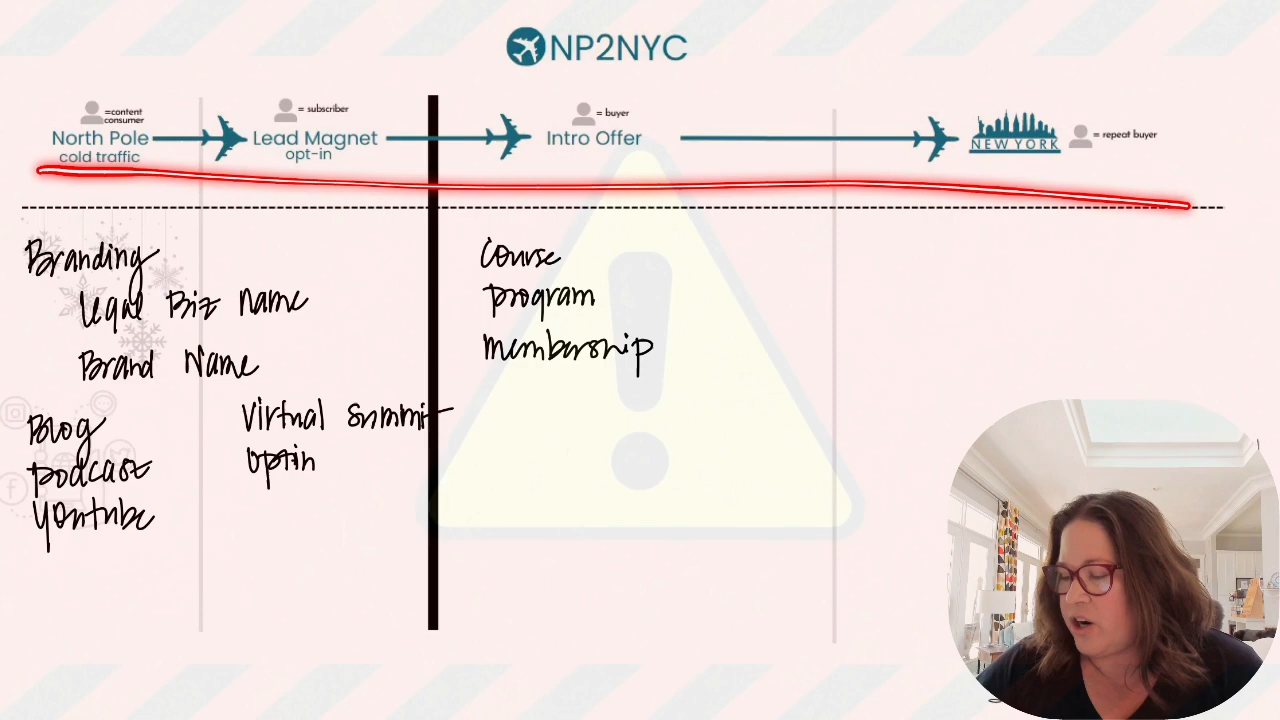 NP2NYC
=content
consumer
= subscriber
= buyer
= repeat buyer
North Pole
cold traffic
Lead Magnet
opt-in
Intro Offer
NEW YORK
Branding
Legal Biz Name
Brand Name
Blog
Podcast
Youtube
Virtual Summit
Optin
Course
Program
Membership